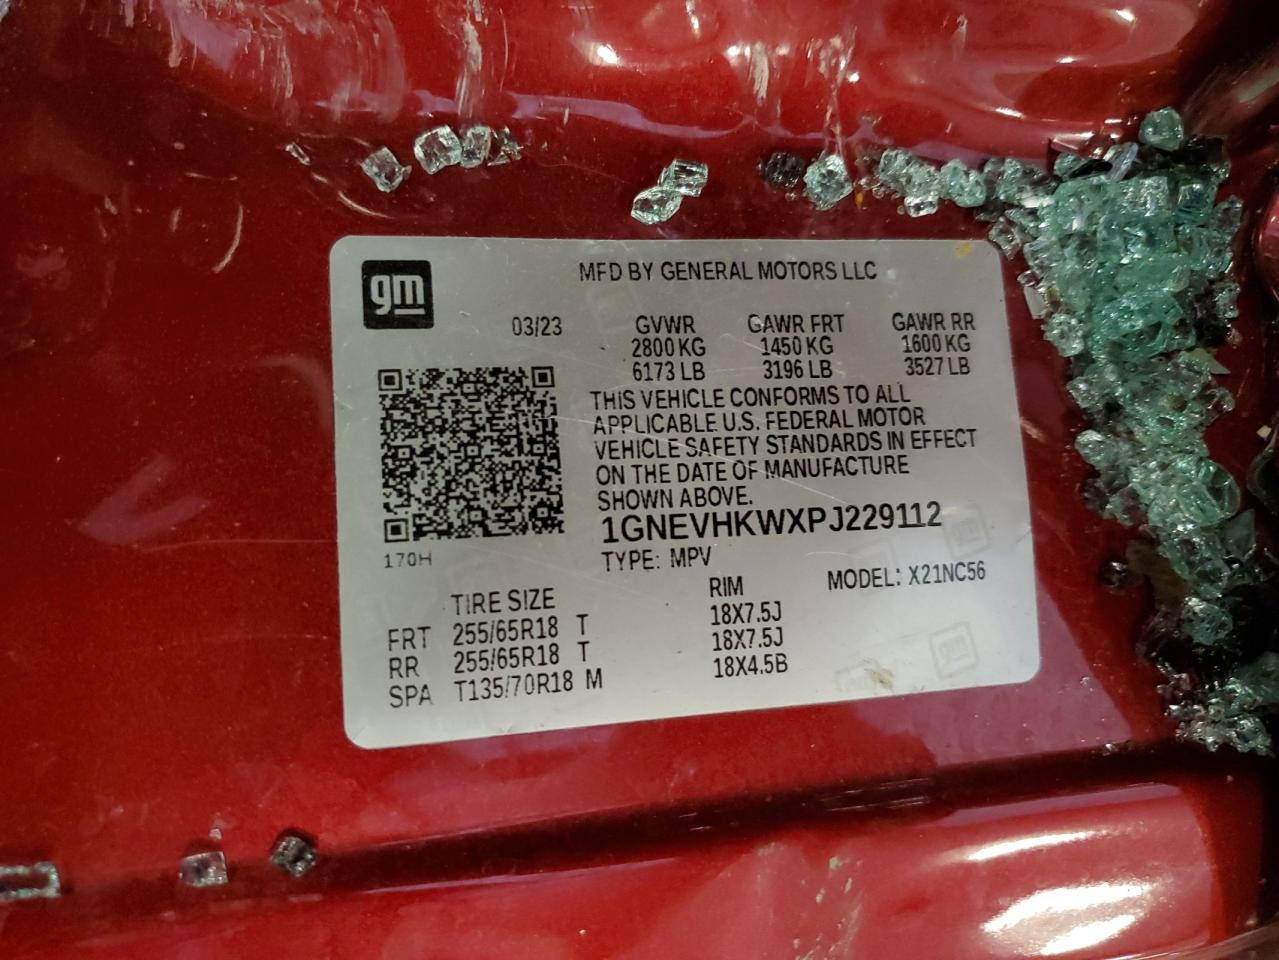 gm
MFD BY GENERAL MOTORS LLC
03/23 GVWR GAWR FRT GAWR RR
2800 KG 1450 KG 1600 KG
6173 LB 3196 LB 3527 LB
THIS VEHICLE CONFORMS TO ALL
APPLICABLE U.S. FEDERAL MOTOR
VEHICLE SAFETY STANDARDS IN EFFECT
ON THE DATE OF MANUFACTURE
SHOWN ABOVE.
1GNEVHKWXPJ229112
170H
TYPE: MPV
MODEL: X21NC56
TIRE SIZE RIM
FRT 255/65R18 T 18X7.5J
RR 255/65R18 T 18X7.5J
SPA T135/70R18 M 18X4.5B
gm